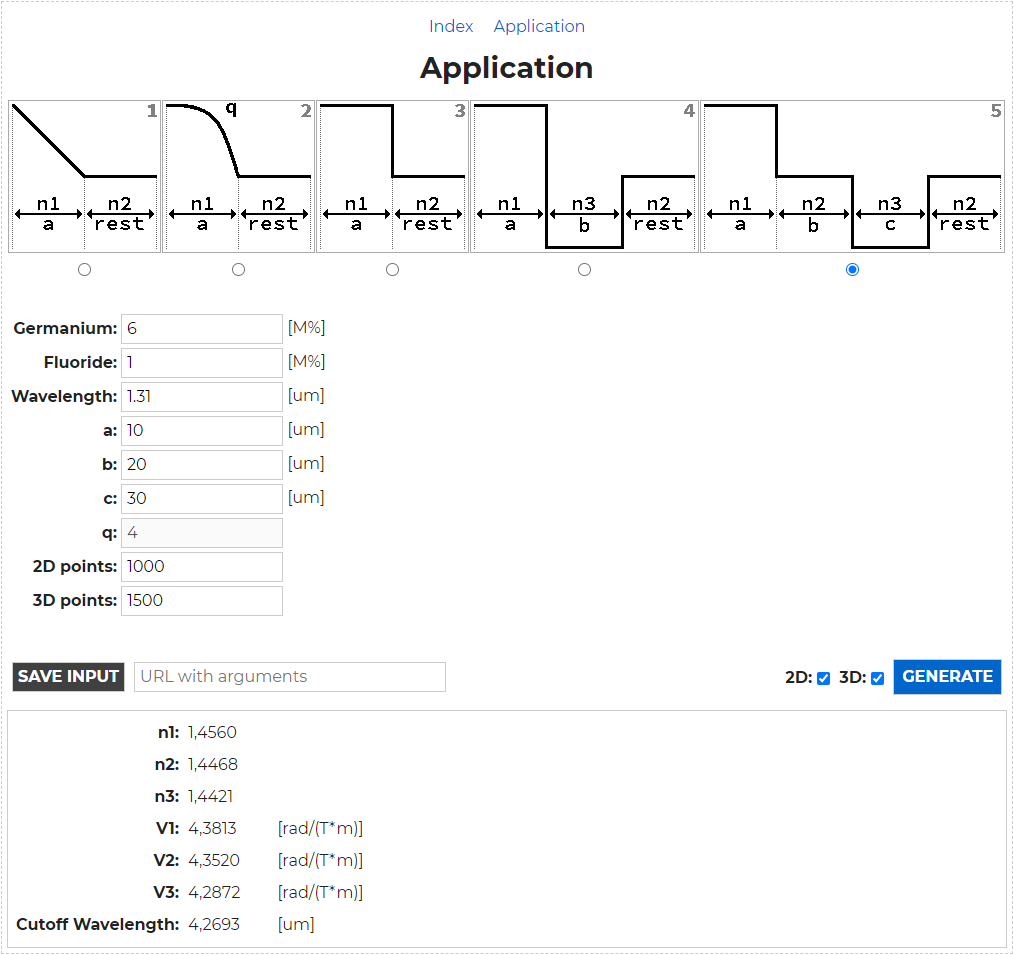 Index Application
Application
1 q 2 3 4 5
n1 n2 n1 n2 n1 n2 n1 n3 n2 n1 n2 n3 n2
a rest a rest a rest a b rest a b c rest
Germanium: 6 [M%]
Fluoride: 1 [M%]
Wavelength: 1.31 [um]
a: 10 [um]
b: 20 [um]
c: 30 [um]
q: 4
2D points: 1000
3D points: 1500
SAVE INPUT URL with arguments 2D: 3D: GENERATE
n1: 1,4560
n2: 1,4468
n3: 1,4421
V1: 4,3813 [rad/(T*m)]
V2: 4,3520 [rad/(T*m)]
V3: 4,2872 [rad/(T*m)]
Cutoff Wavelength: 4,2693 [um]